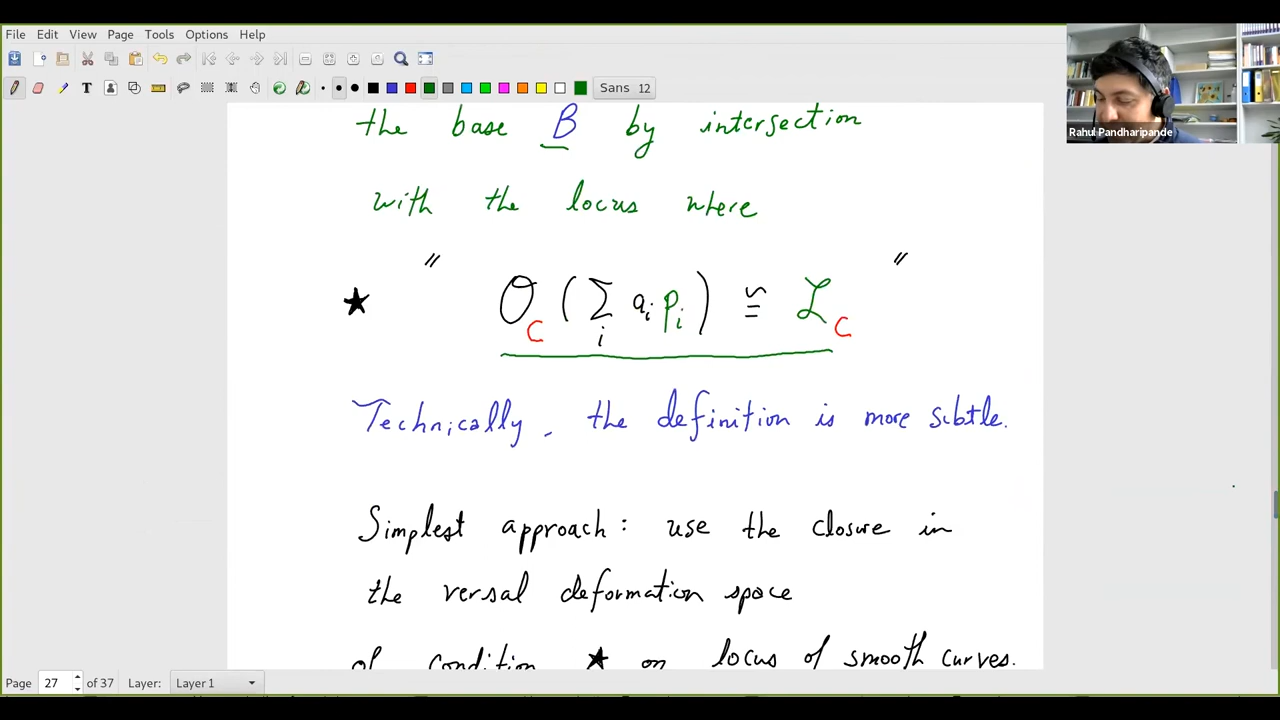 File Edit View Page Tools Options Help
Sans 12
Rahul Pandharipande
the base B by intersection
with the locus where
" O_C ( Σ_i a_i p_i ) ≅ L_C "
★
Technically, the definition is more subtle.
Simplest approach: use the closure in
the versal deformation space
of condition ★ on locus of smooth curves.
Page 27 of 37 Layer: Layer 1